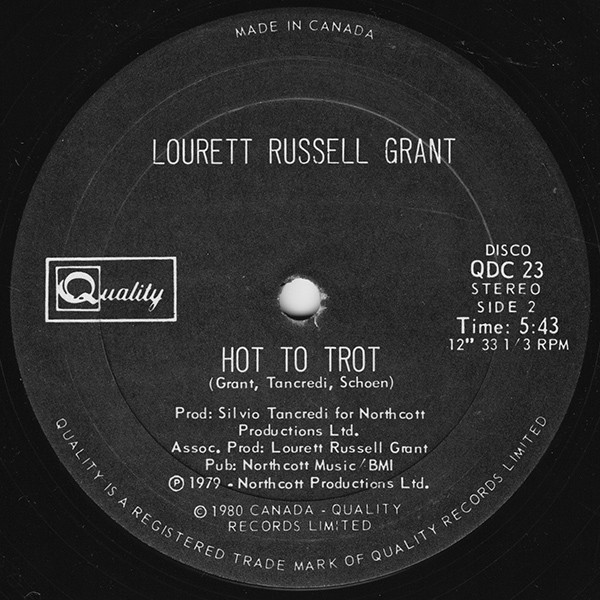 MADE IN CANADA
LOURETT RUSSELL GRANT
Quality
DISCO
QDC 23
STEREO
SIDE 2
Time: 5:43
12" 33 1/3 RPM
HOT TO TROT
(Grant, Tancredi, Schoen)
Prod: Silvio Tancredi for Northcott
Productions Ltd.
Assoc. Prod: Lourett Russell Grant
Pub: Northcott Music/BMI
℗ 1979 - Northcott Productions Ltd.
© 1980 CANADA - QUALITY
RECORDS LIMITED
QUALITY IS A REGISTERED TRADE MARK OF QUALITY RECORDS LIMITED